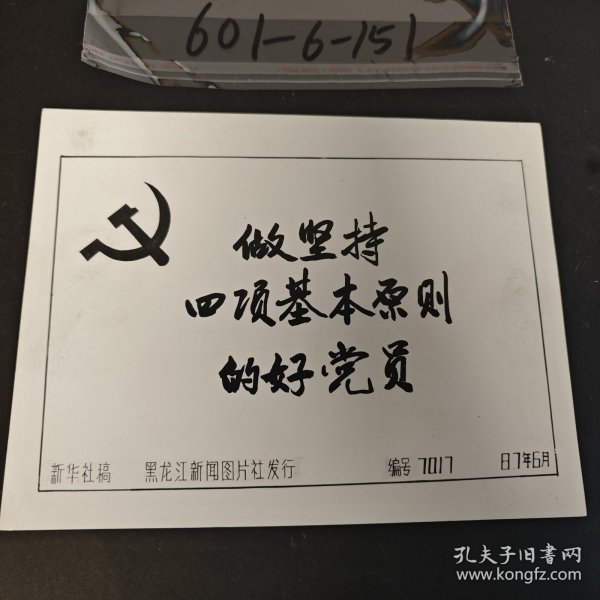 601-6-151
做坚持
四项基本原则
的好党员
新华社稿 黑龙江新闻图片社发行 编号 7017 87年6月
孔夫子旧书网
www.kongfz.com